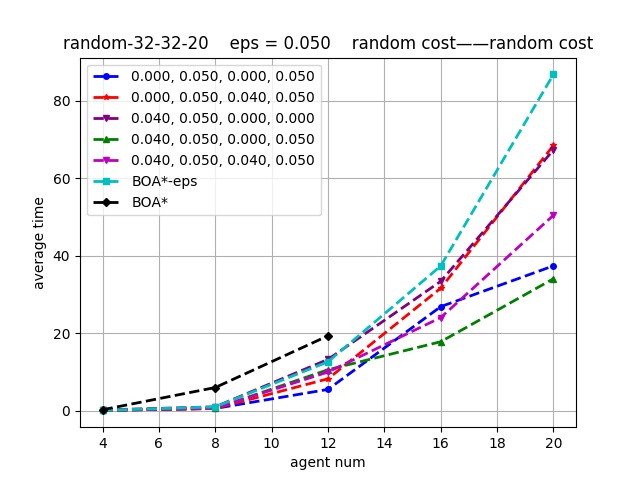 random-32-32-20    eps = 0.050    random cost——random cost
0.000, 0.050, 0.000, 0.050
0.000, 0.050, 0.040, 0.050
0.040, 0.050, 0.000, 0.000
0.040, 0.050, 0.000, 0.050
0.040, 0.050, 0.040, 0.050
BOA*-eps
BOA*
average time
80
60
40
20
0
4 6 8 10 12 14 16 18 20
agent num